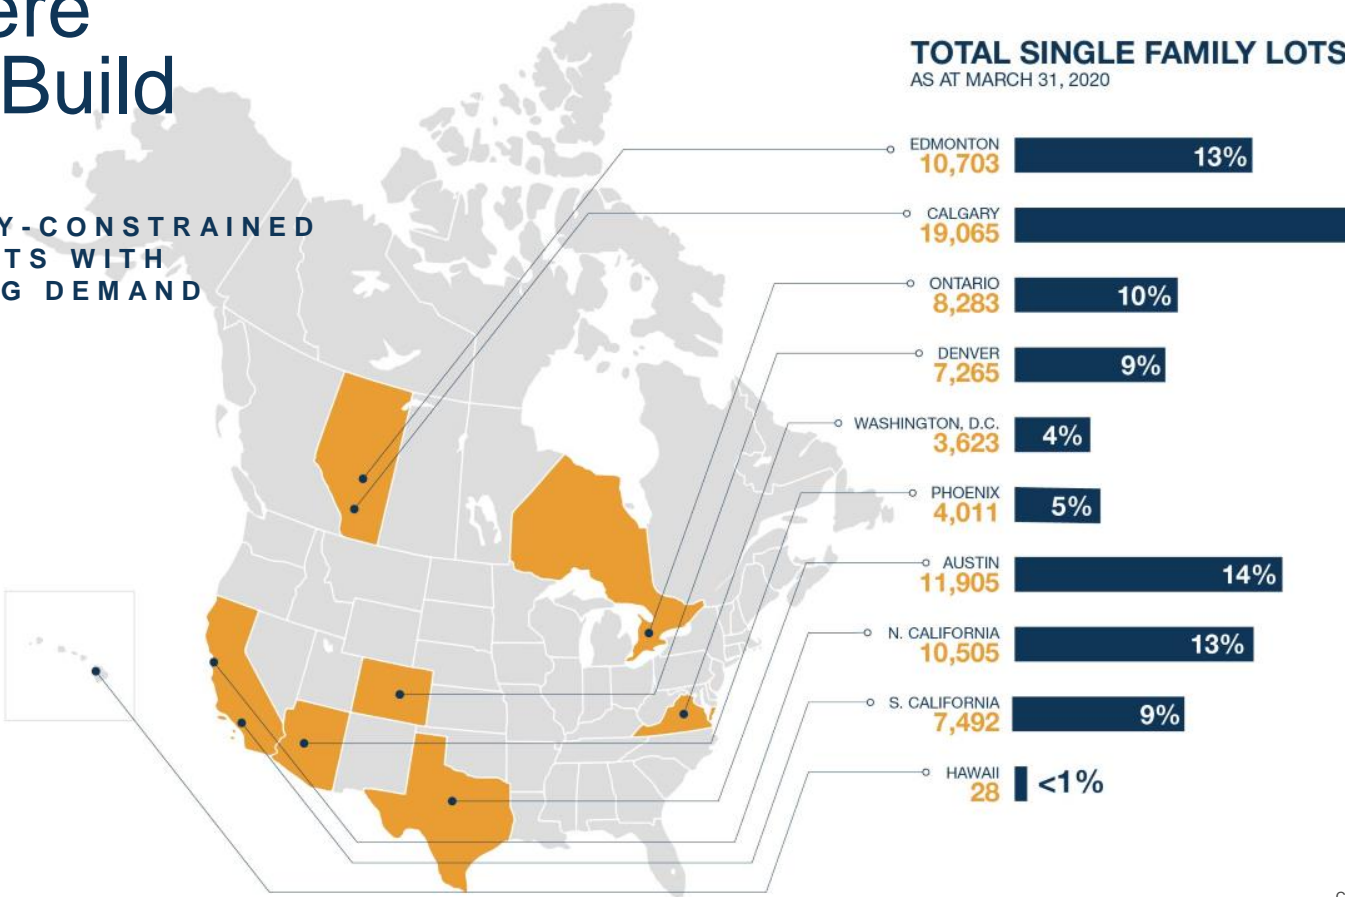 Build
Y-CONSTRAINED
TS WITH
G DEMAND
TOTAL SINGLE FAMILY LOTS
AS AT MARCH 31, 2020
EDMONTON
10,703
13%
CALGARY
19,065
ONTARIO
8,283
10%
DENVER
7,265
9%
WASHINGTON, D.C.
3,623
4%
PHOENIX
4,011
5%
AUSTIN
11,905
14%
N. CALIFORNIA
10,505
13%
S. CALIFORNIA
7,492
9%
HAWAII
28
<1%